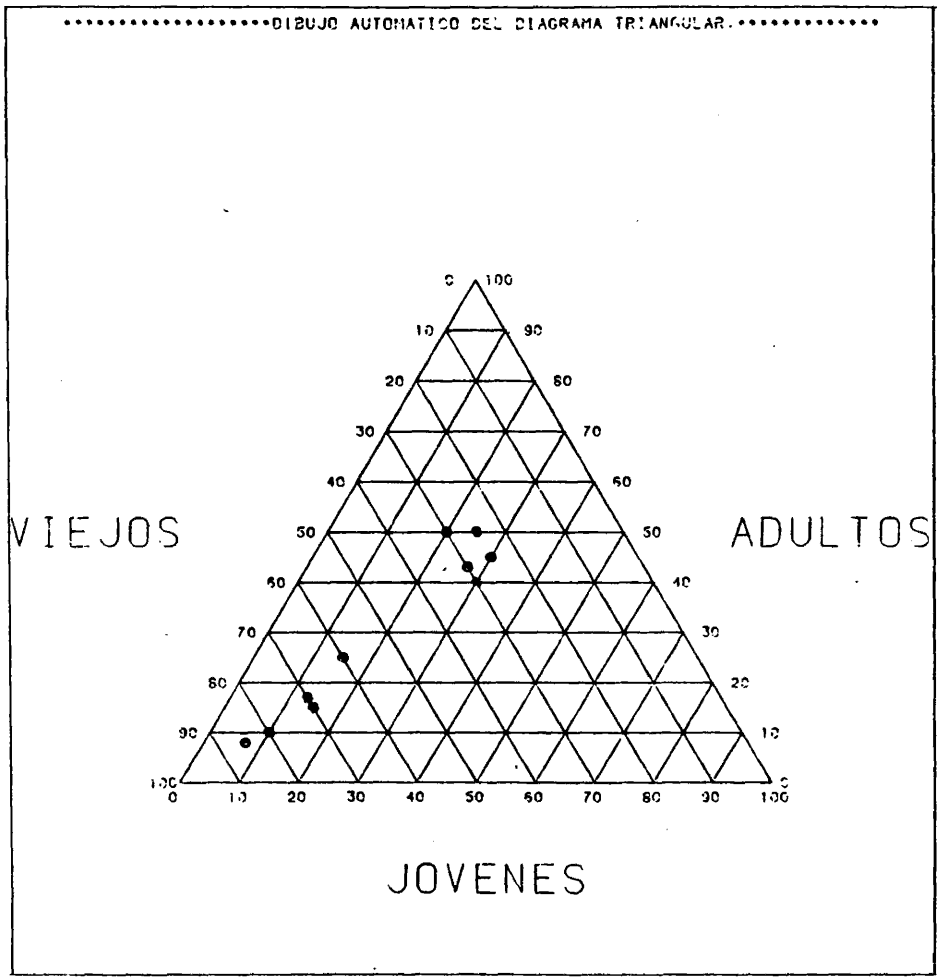 ••••••••••••••••DIBUJO AUTOMATICO DEL DIAGRAMA TRIANGULAR.•••••••••••••
0 100
10 90
20 80
30 70
40 60
VIEJOS 50 50 ADULTOS
60 40
70 30
80 20
90 10
100 0
0 10 20 30 40 50 60 70 80 90 100
JOVENES